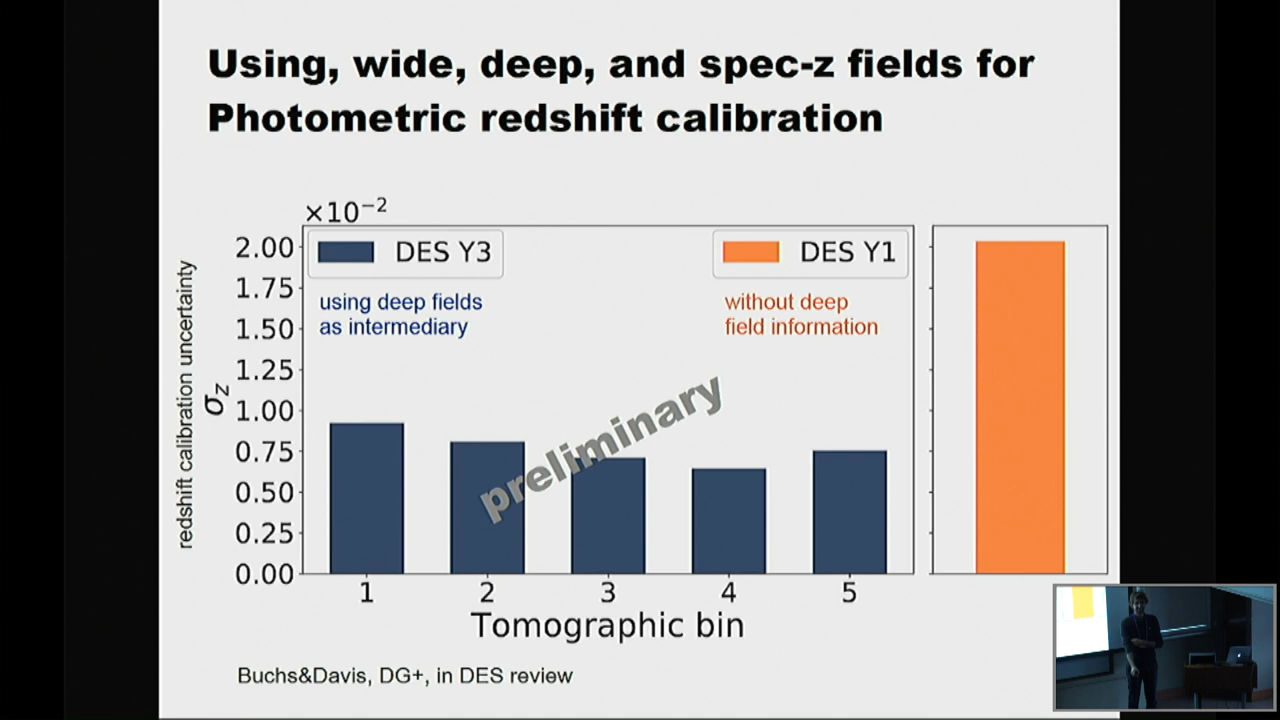 Using, wide, deep, and spec-z fields for
Photometric redshift calibration
×10⁻²
DES Y3
DES Y1
using deep fields
as intermediary
without deep
field information
redshift calibration uncertainty
σz
2.00
1.75
1.50
1.25
1.00
0.75
0.50
0.25
0.00
preliminary
1 2 3 4 5
Tomographic bin
Buchs&Davis, DG+, in DES review